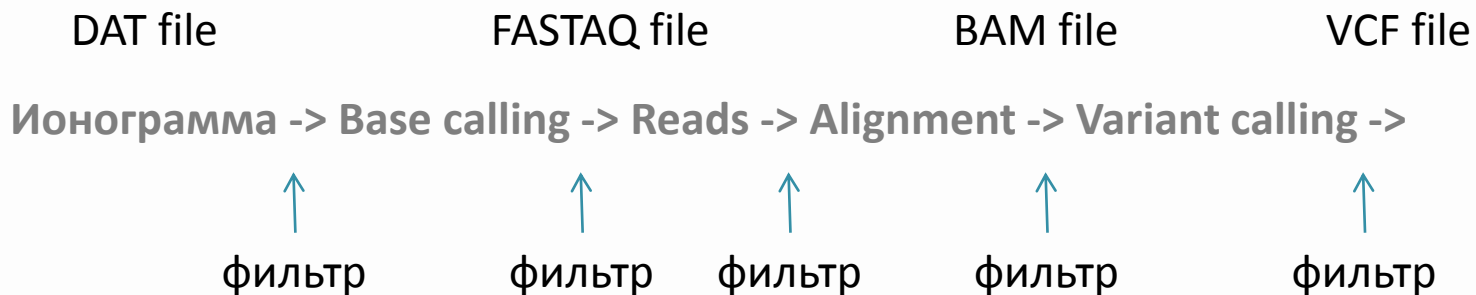 DAT file FASTAQ file BAM file VCF file
Ионограмма -> Base calling -> Reads -> Alignment -> Variant calling ->
фильтр фильтр фильтр фильтр фильтр